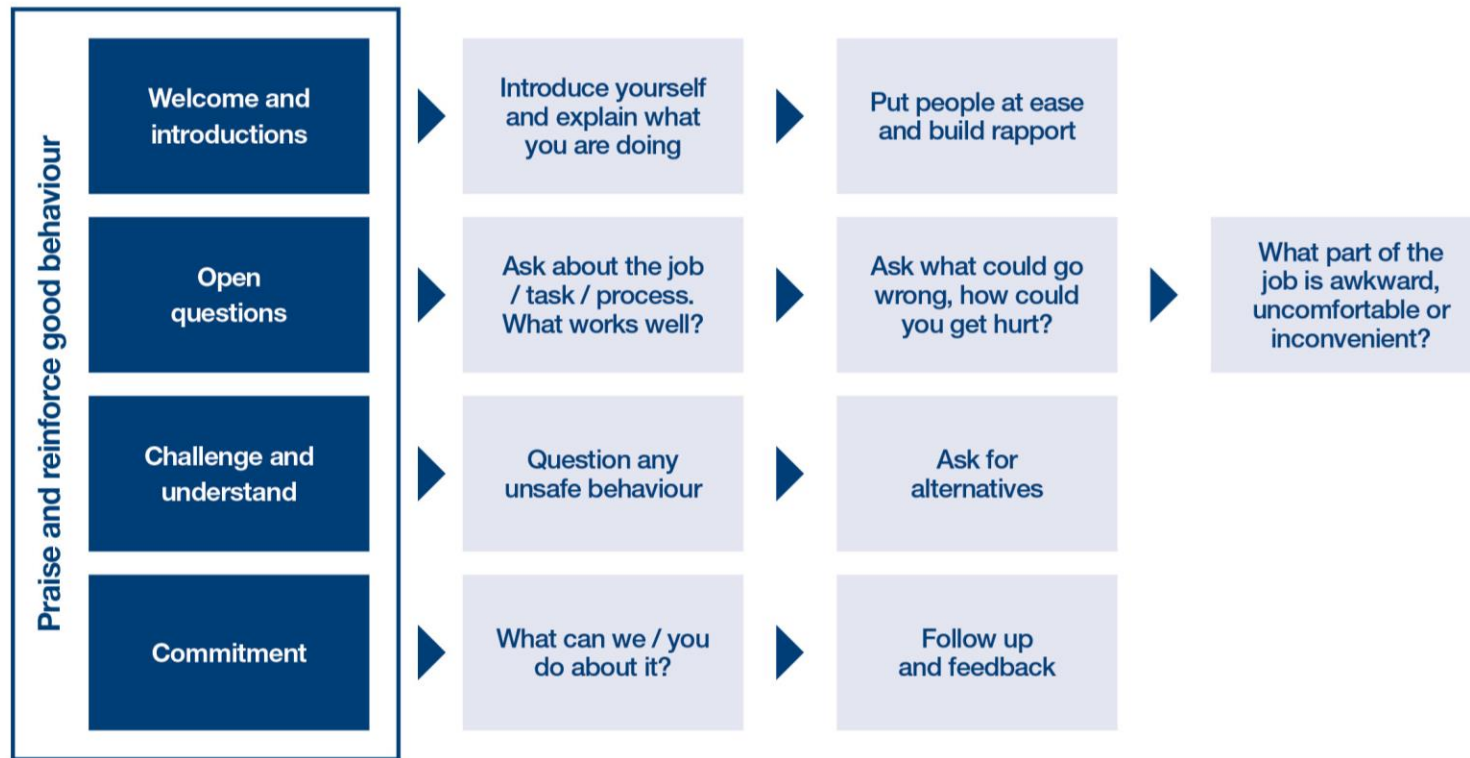 Praise and reinforce good behaviour
Welcome and
introductions
Introduce yourself
and explain what
you are doing
Put people at ease
and build rapport
Open
questions
Ask about the job
/ task / process.
What works well?
Ask what could go
wrong, how could
you get hurt?
What part of the
job is awkward,
uncomfortable or
inconvenient?
Challenge and
understand
Question any
unsafe behaviour
Ask for
alternatives
Commitment
What can we / you
do about it?
Follow up
and feedback